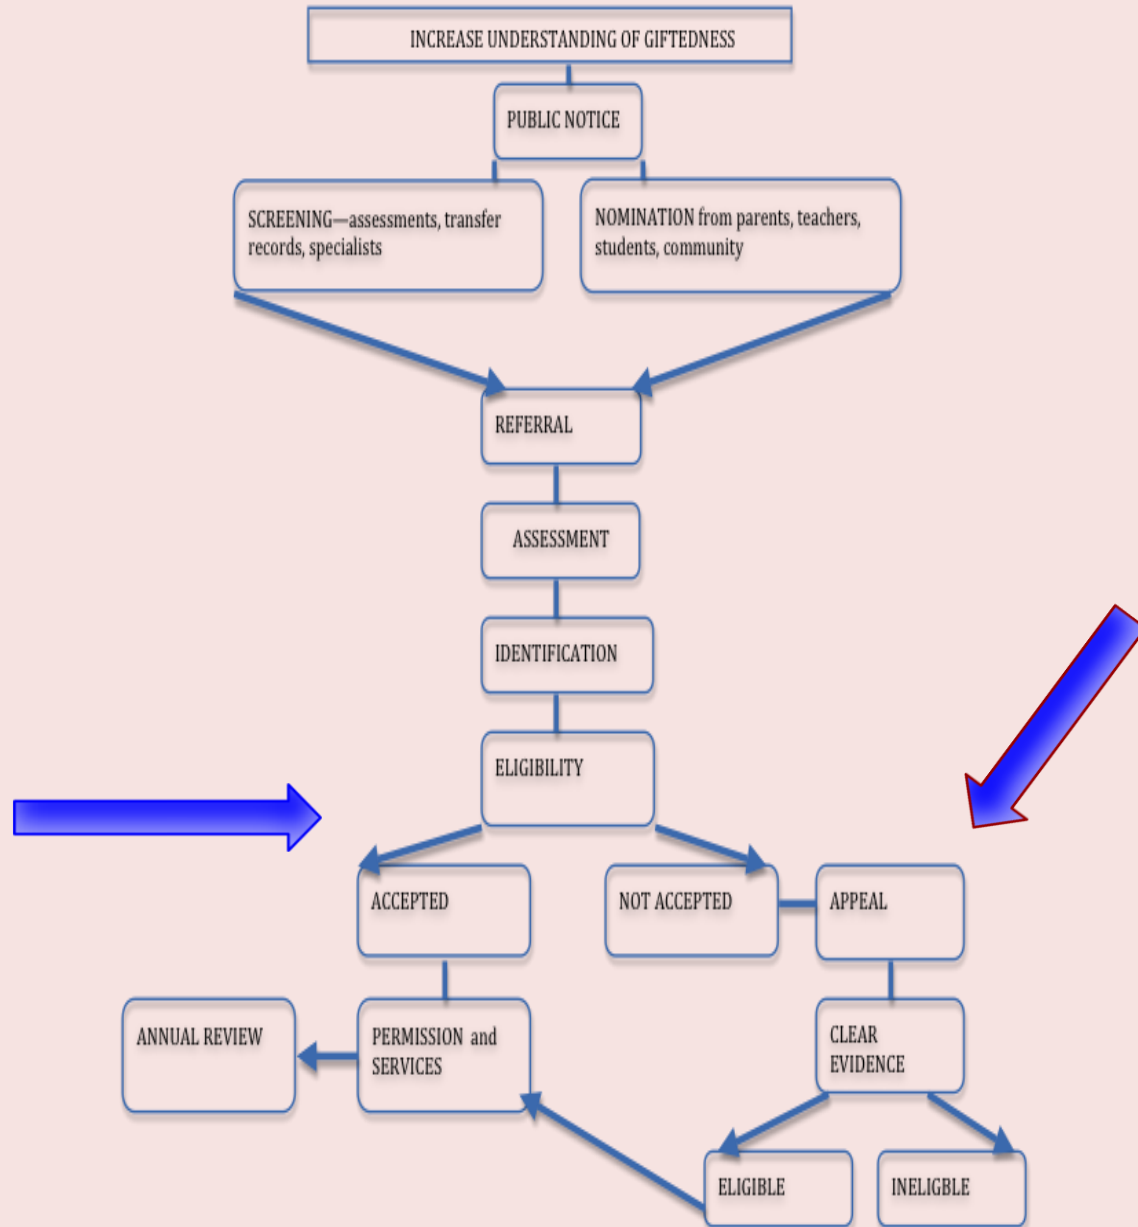 INCREASE UNDERSTANDING OF GIFTEDNESS
PUBLIC NOTICE
SCREENING—assessments, transfer
records, specialists
NOMINATION from parents, teachers,
students, community
REFERRAL
ASSESSMENT
IDENTIFICATION
ELIGIBILITY
ACCEPTED
NOT ACCEPTED
APPEAL
ANNUAL REVIEW
PERMISSION and
SERVICES
CLEAR
EVIDENCE
ELIGIBLE
INELIGBLE